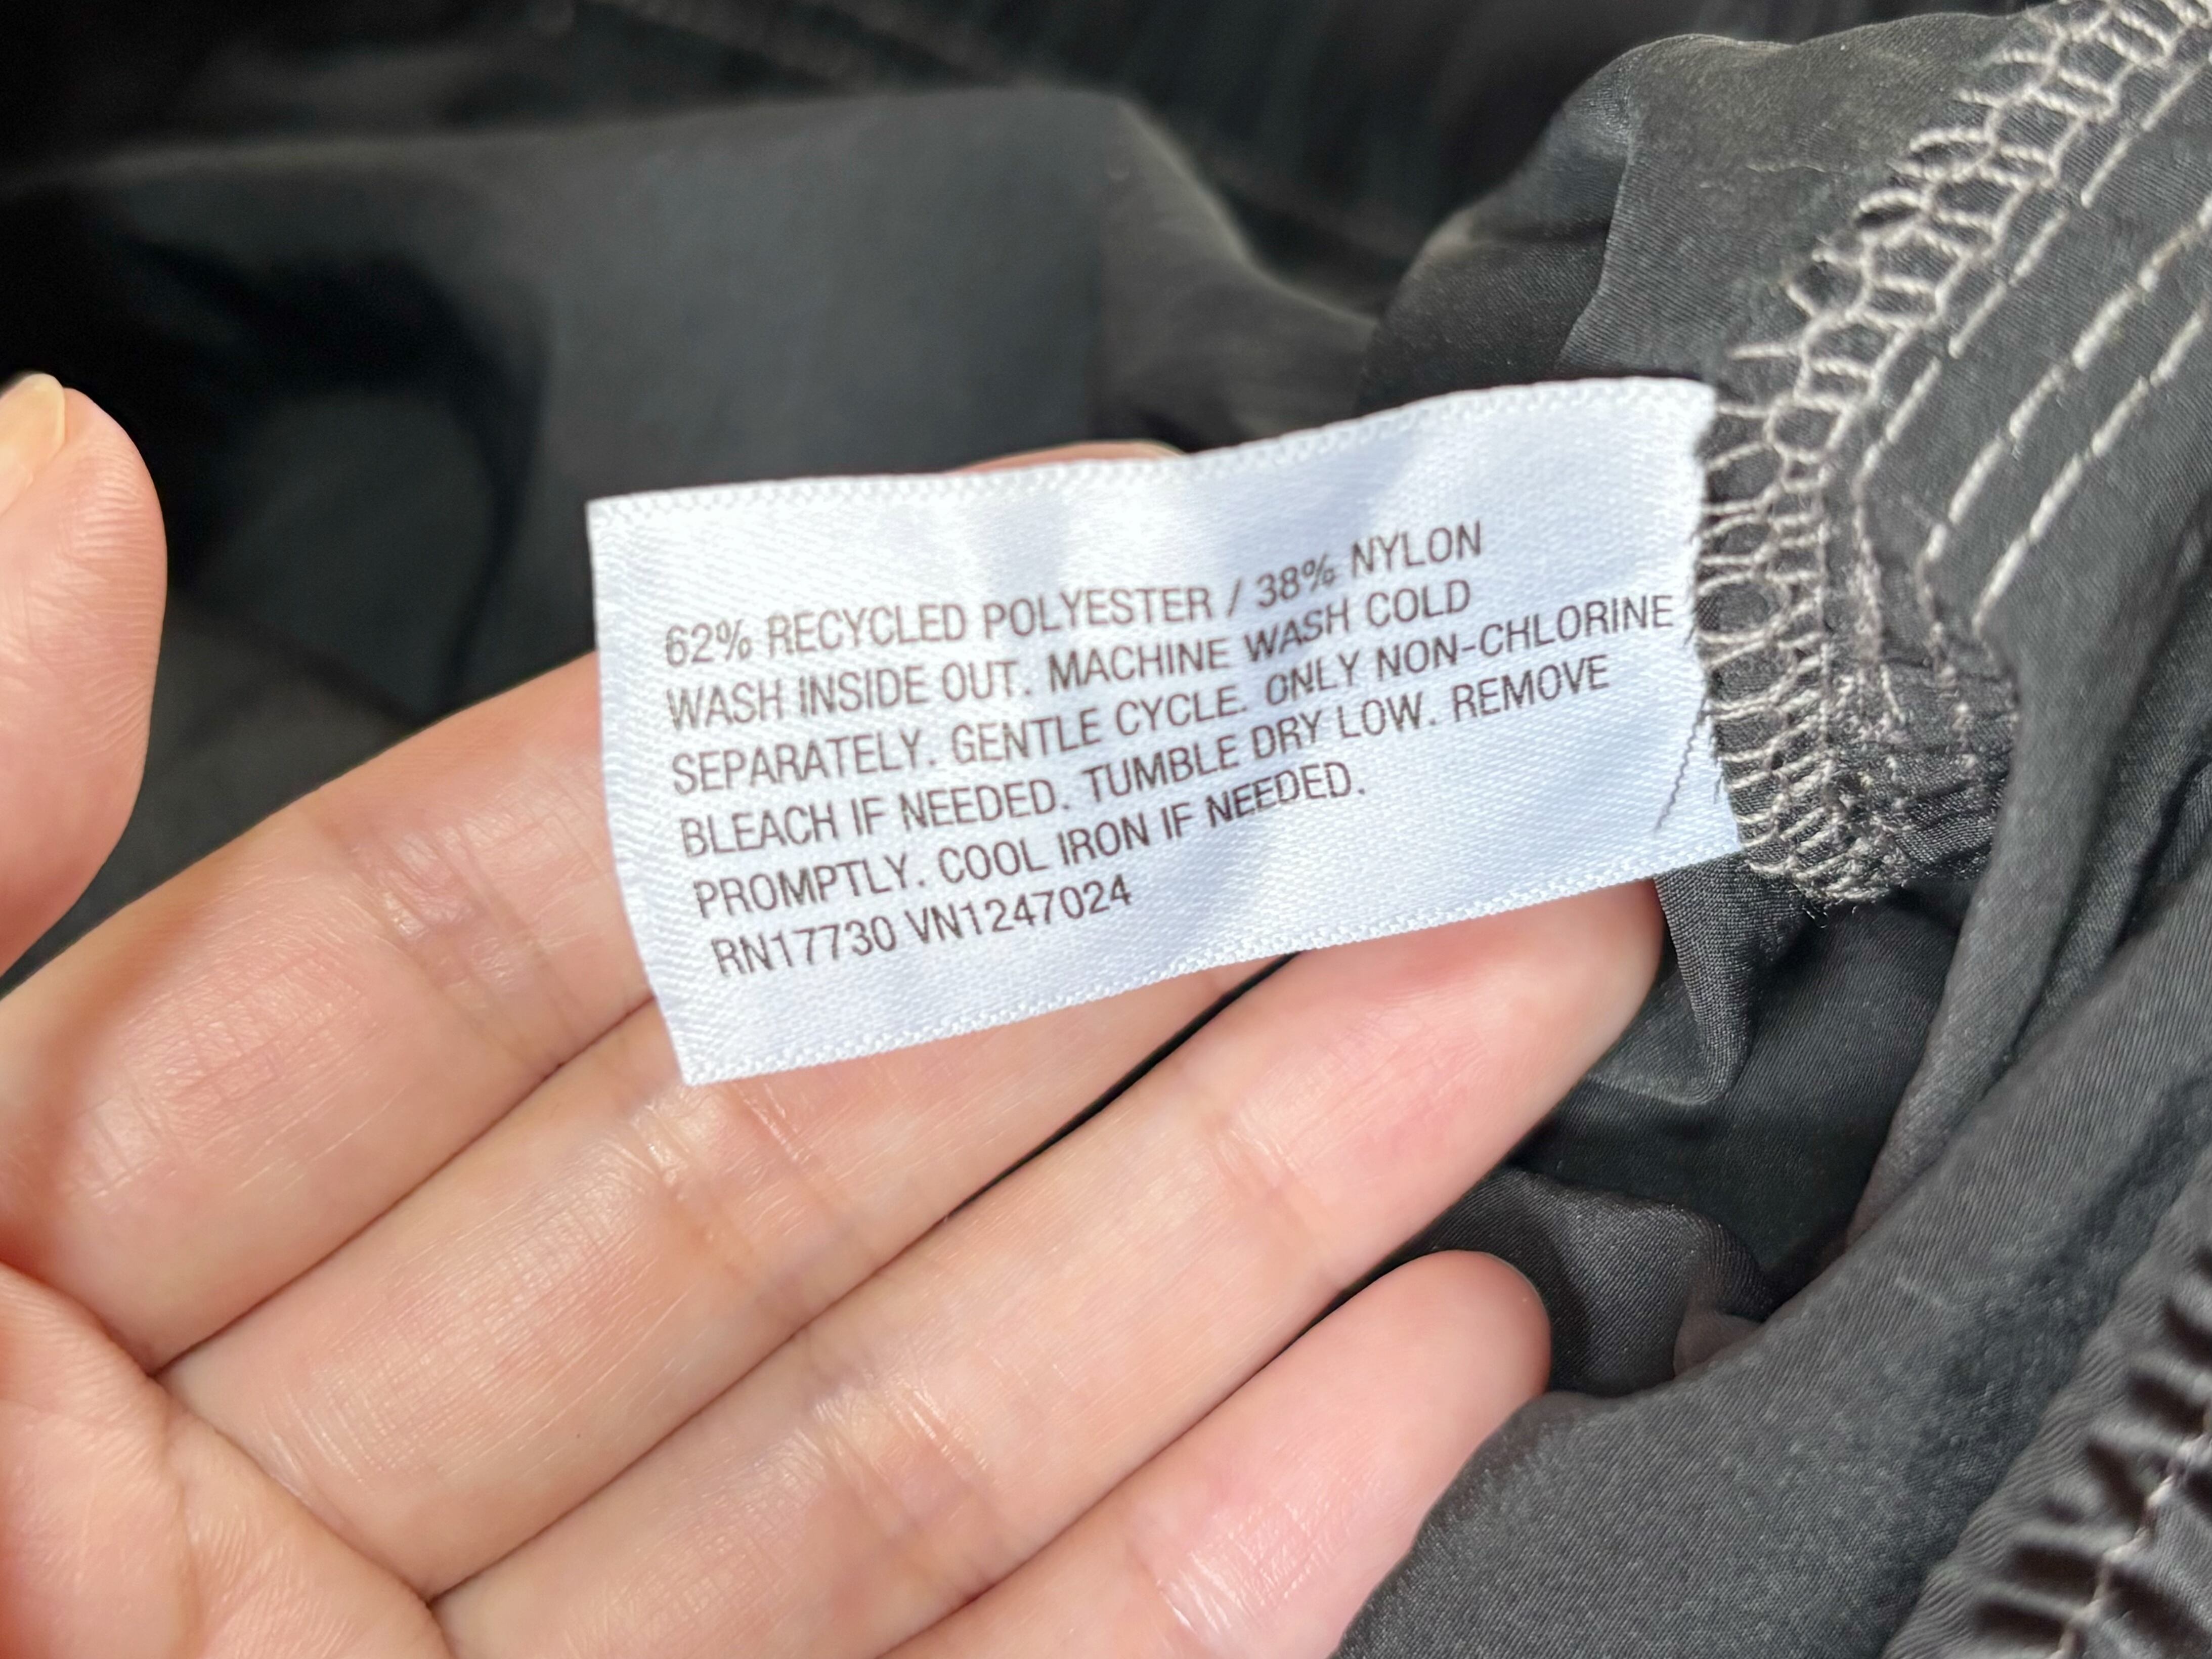 62% RECYCLED POLYESTER / 38% NYLON
WASH INSIDE OUT. MACHINE WASH COLD
SEPARATELY. GENTLE CYCLE. ONLY NON-CHLORINE
BLEACH IF NEEDED. TUMBLE DRY LOW. REMOVE
PROMPTLY. COOL IRON IF NEEDED.
RN17730 VN1247024